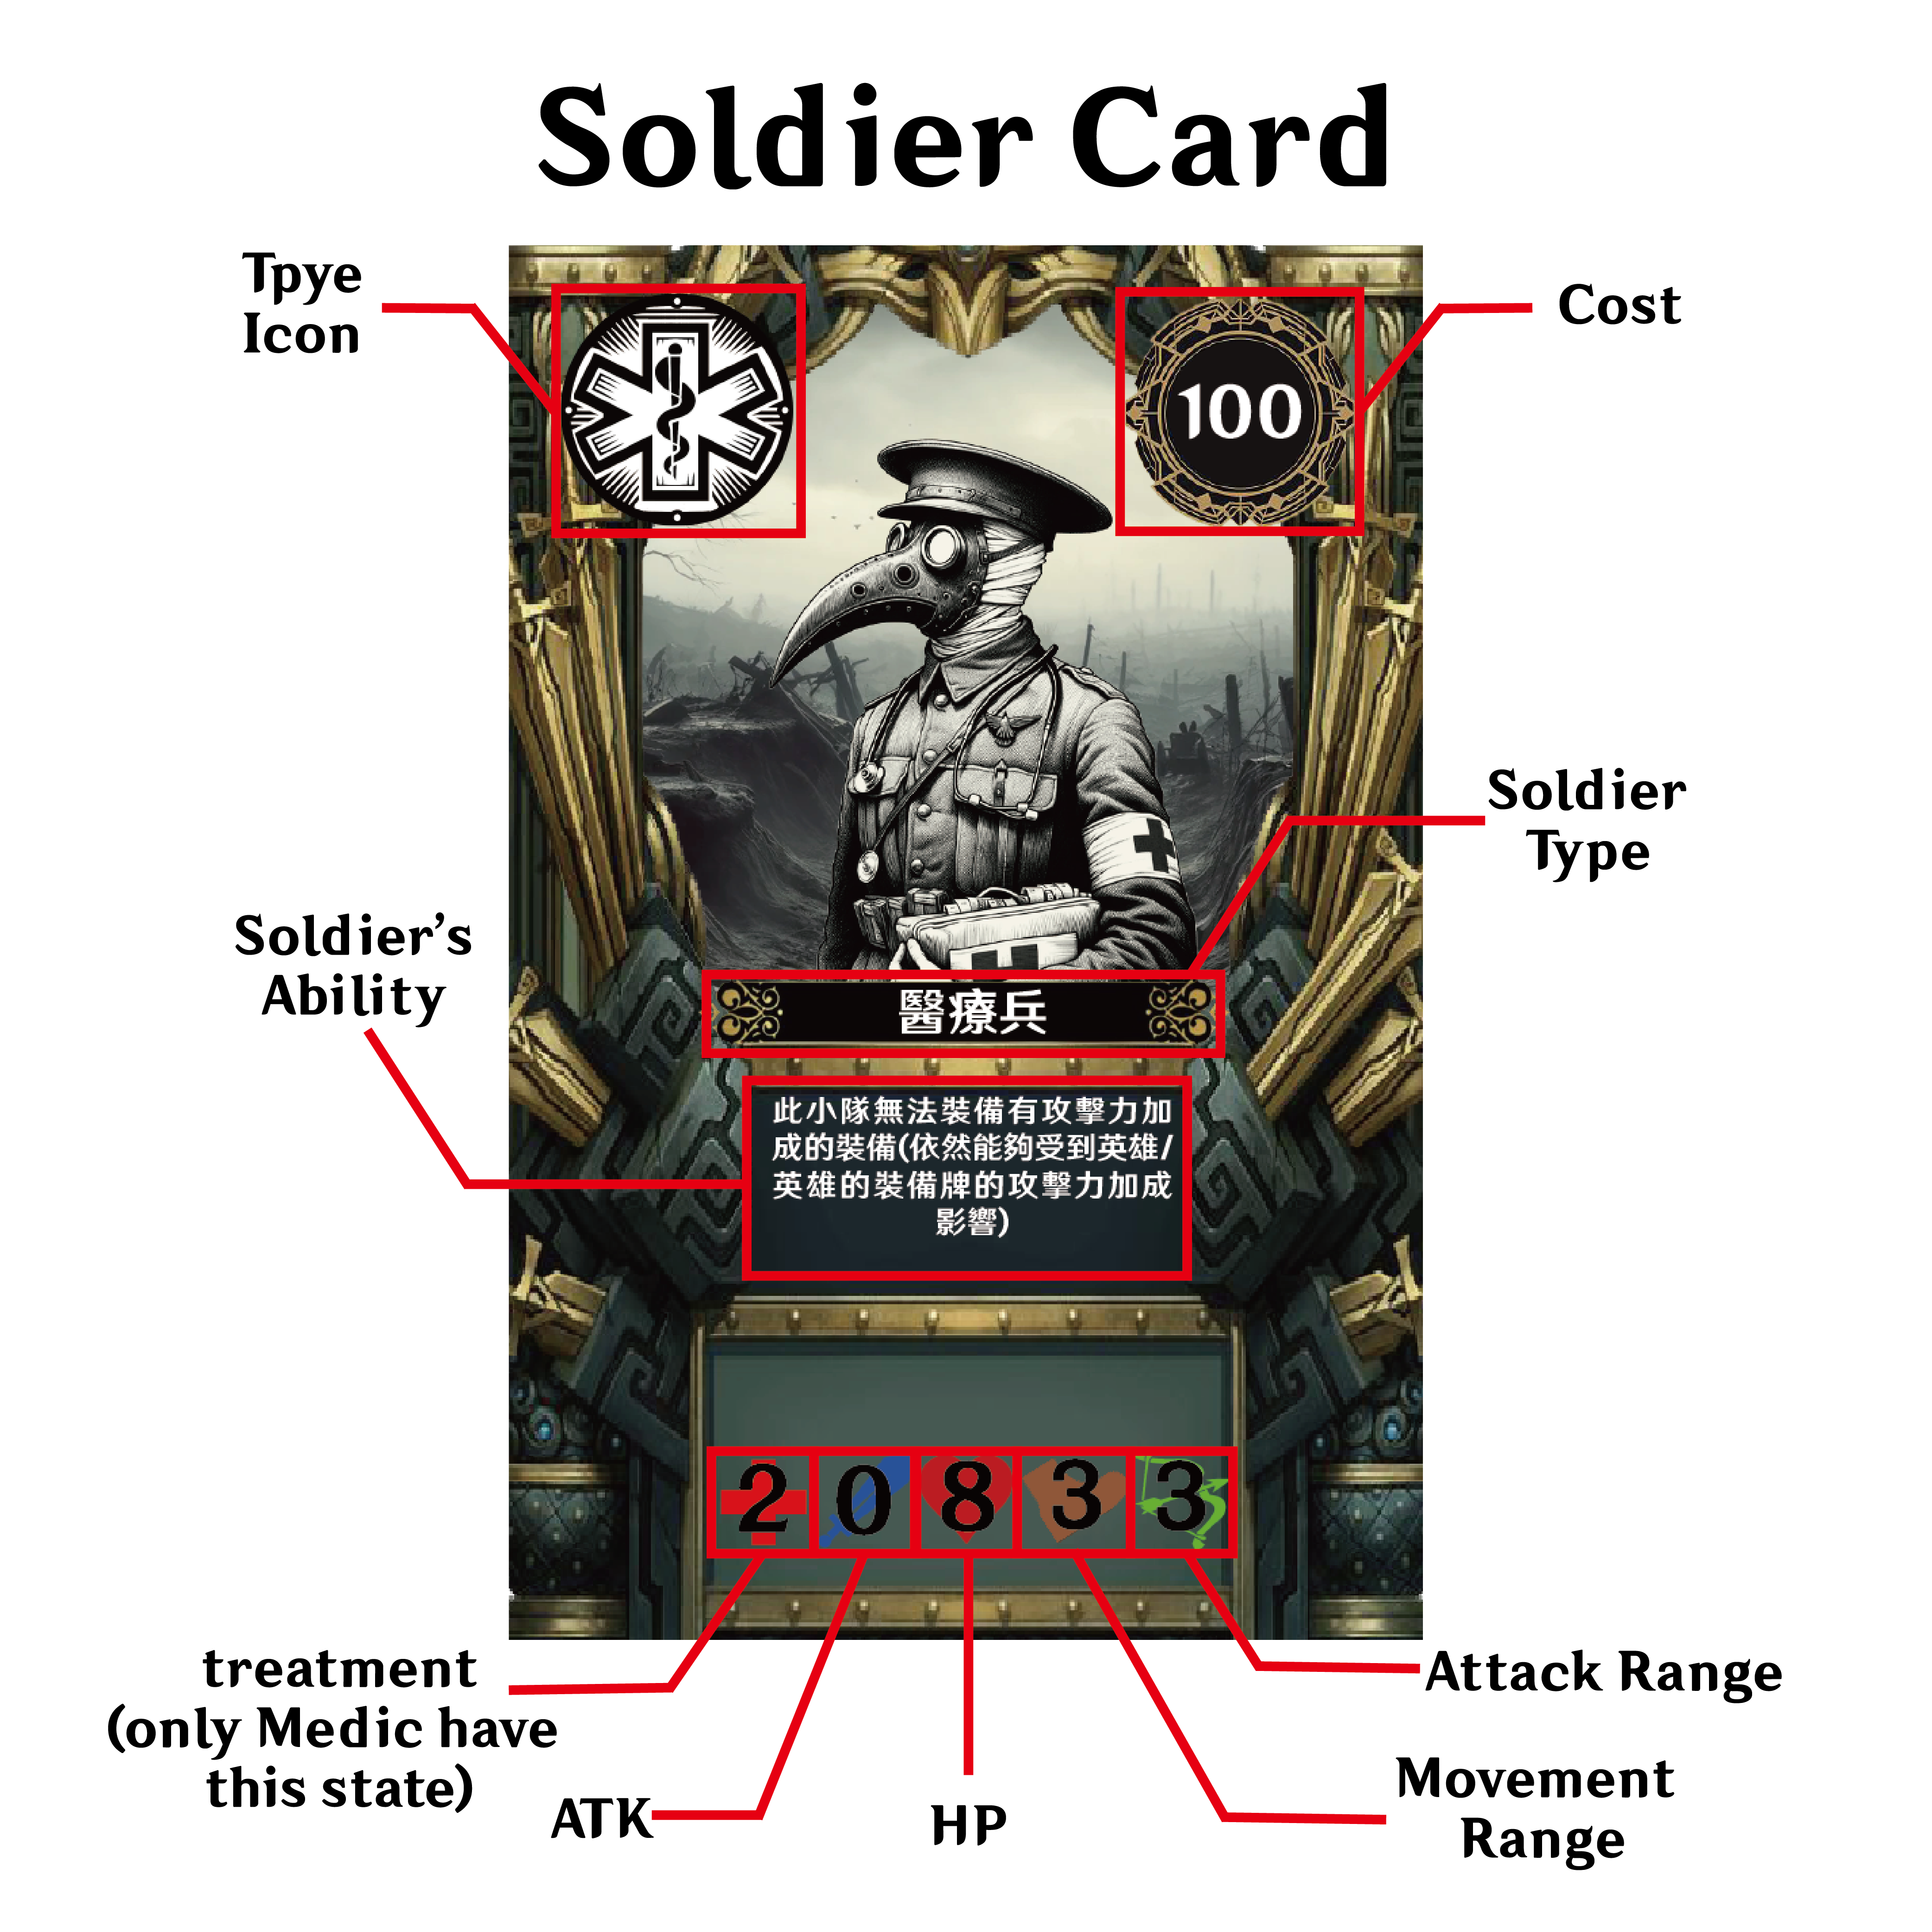 Soldier Card
Tpye
Icon
Cost
100
Soldier
Type
Soldier's
Ability
醫療兵
此小隊無法裝備有攻擊力加
成的裝備(依然能夠受到英雄/
英雄的裝備牌的攻擊力加成
影響)
2 0 8 3 3
treatment
(only Medic have
this state)
ATK
HP
Attack Range
Movement
Range